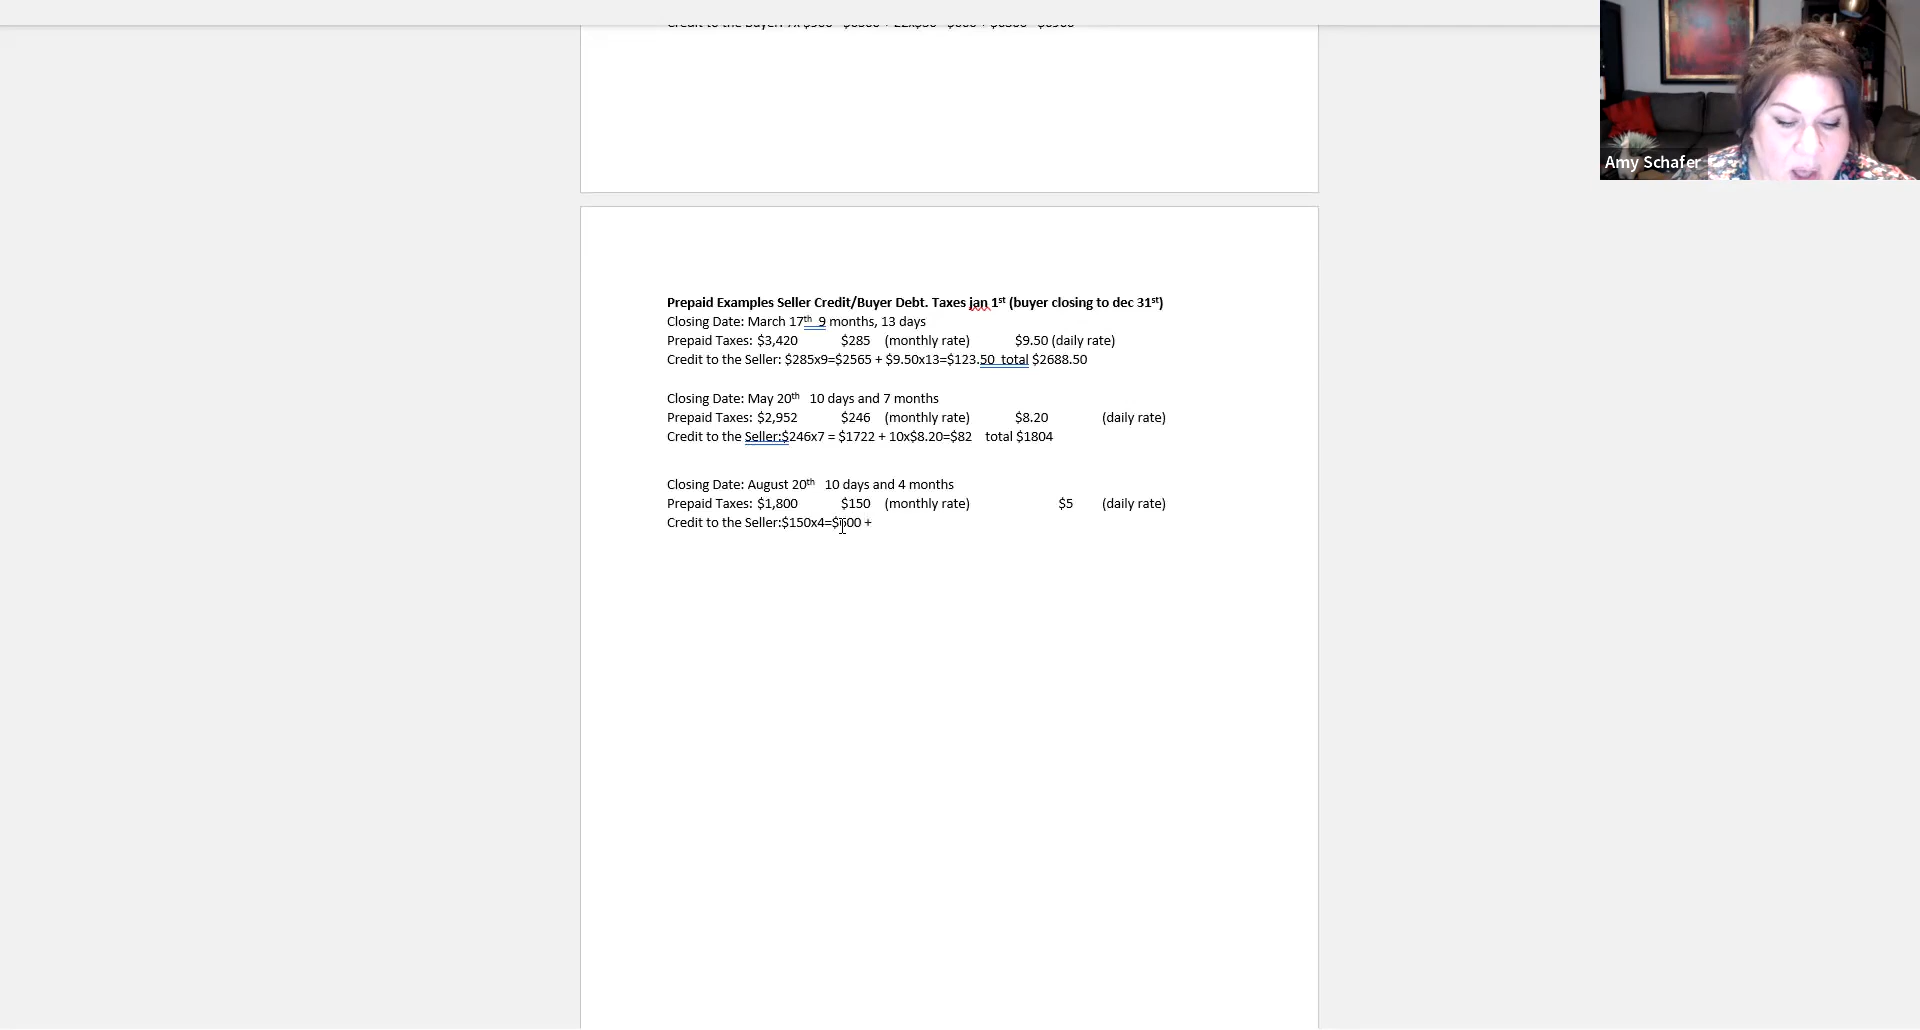 Prepaid Examples Seller Credit/Buyer Debt. Taxes jan 1st (buyer closing to dec 31st)
Closing Date: March 17th 9 months, 13 days
Prepaid Taxes: $3,420 $285 (monthly rate) $9.50 (daily rate)
Credit to the Seller: $285x9=$2565 + $9.50x13=$123.50 total $2688.50
Closing Date: May 20th 10 days and 7 months
Prepaid Taxes: $2,952 $246 (monthly rate) $8.20 (daily rate)
Credit to the Seller:$246x7 = $1722 + 10x$8.20=$82 total $1804
Closing Date: August 20th 10 days and 4 months
Prepaid Taxes: $1,800 $150 (monthly rate) $5 (daily rate)
Credit to the Seller:$150x4=$600 +
Amy Schafer